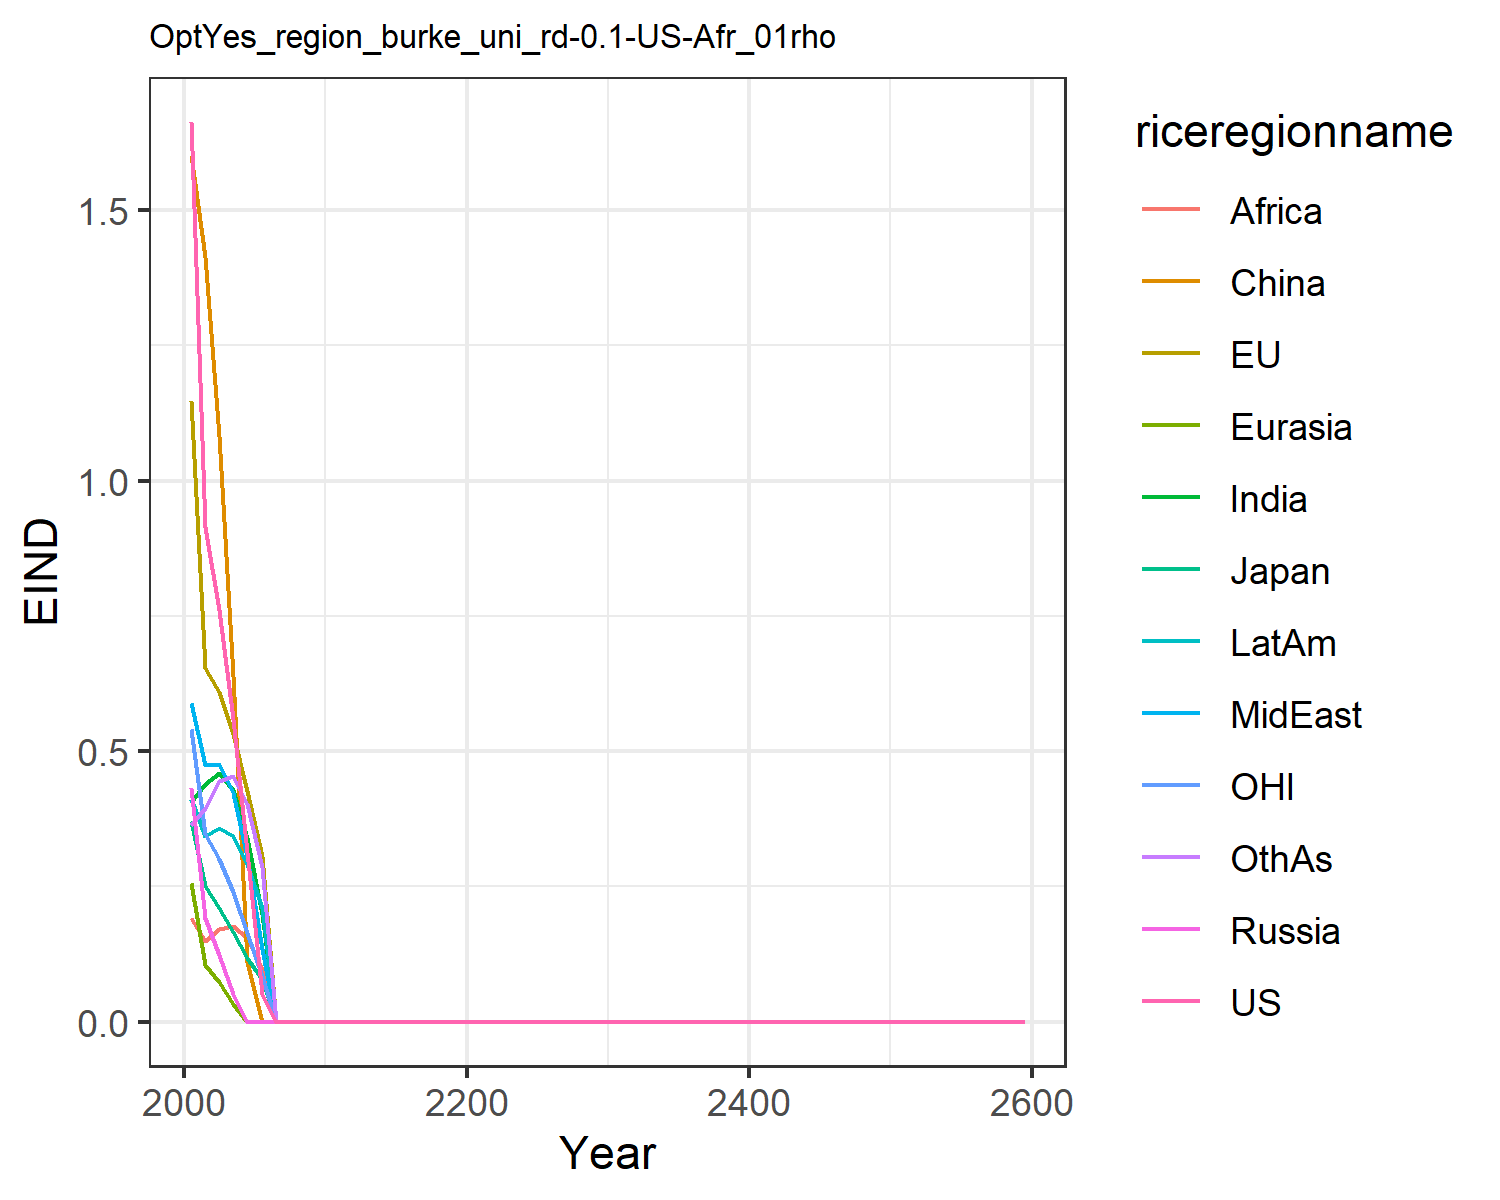 OptYes_region_burke_uni_rd-0.1-US-Afr_01rho
EIND
1.5
1.0
0.5
0.0
2000
2200
2400
2600
Year
riceregionname
Africa
China
EU
Eurasia
India
Japan
LatAm
MidEast
OHI
OthAs
Russia
US